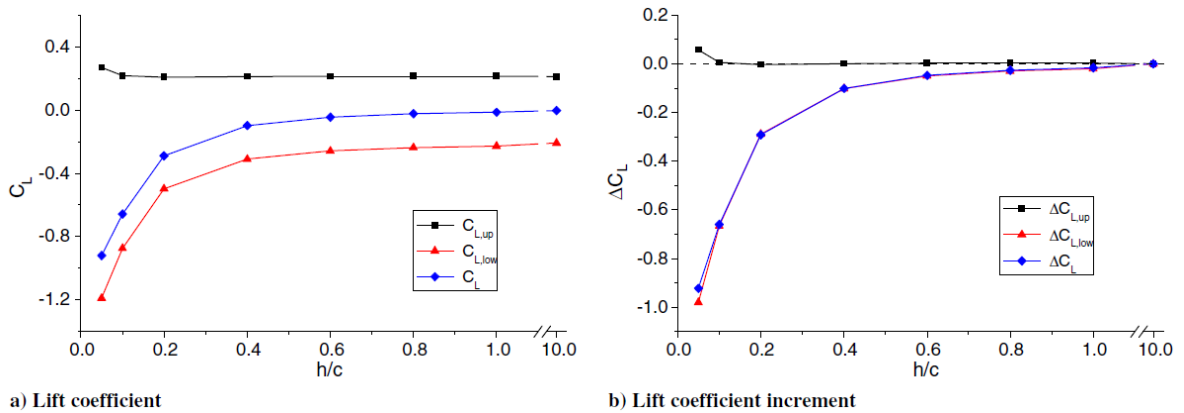 0.4
0.0
-0.4
-0.8
-1.2
C_L
C_L,up
C_L,low
C_L
0.0 0.2 0.4 0.6 0.8 1.0 10.0
h/c
a) Lift coefficient
0.2
0.0
-0.2
-0.4
-0.6
-0.8
-1.0
ΔC_L
ΔC_L,up
ΔC_L,low
ΔC_L
0.0 0.2 0.4 0.6 0.8 1.0 10.0
h/c
b) Lift coefficient increment